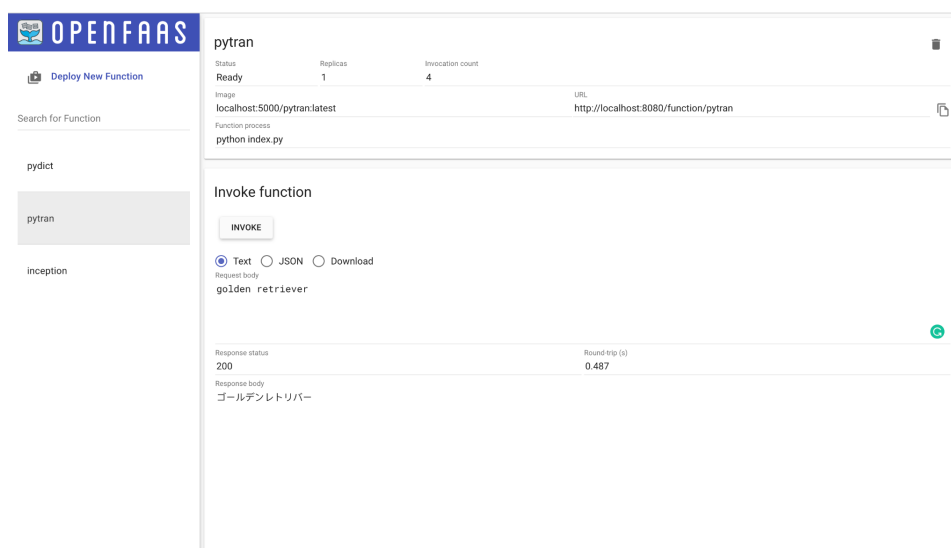 OPENFAAS
Deploy New Function
Search for Function
pydict
pytran
inception
pytran
Status Replicas Invocation count
Ready 1 4
Image URL
localhost:5000/pytran:latest http://localhost:8080/function/pytran
Function process
python index.py
Invoke function
INVOKE
Text JSON Download
Request body
golden retriever
Response status Round-trip (s)
200 0.487
Response body
ゴールデンレトリバー